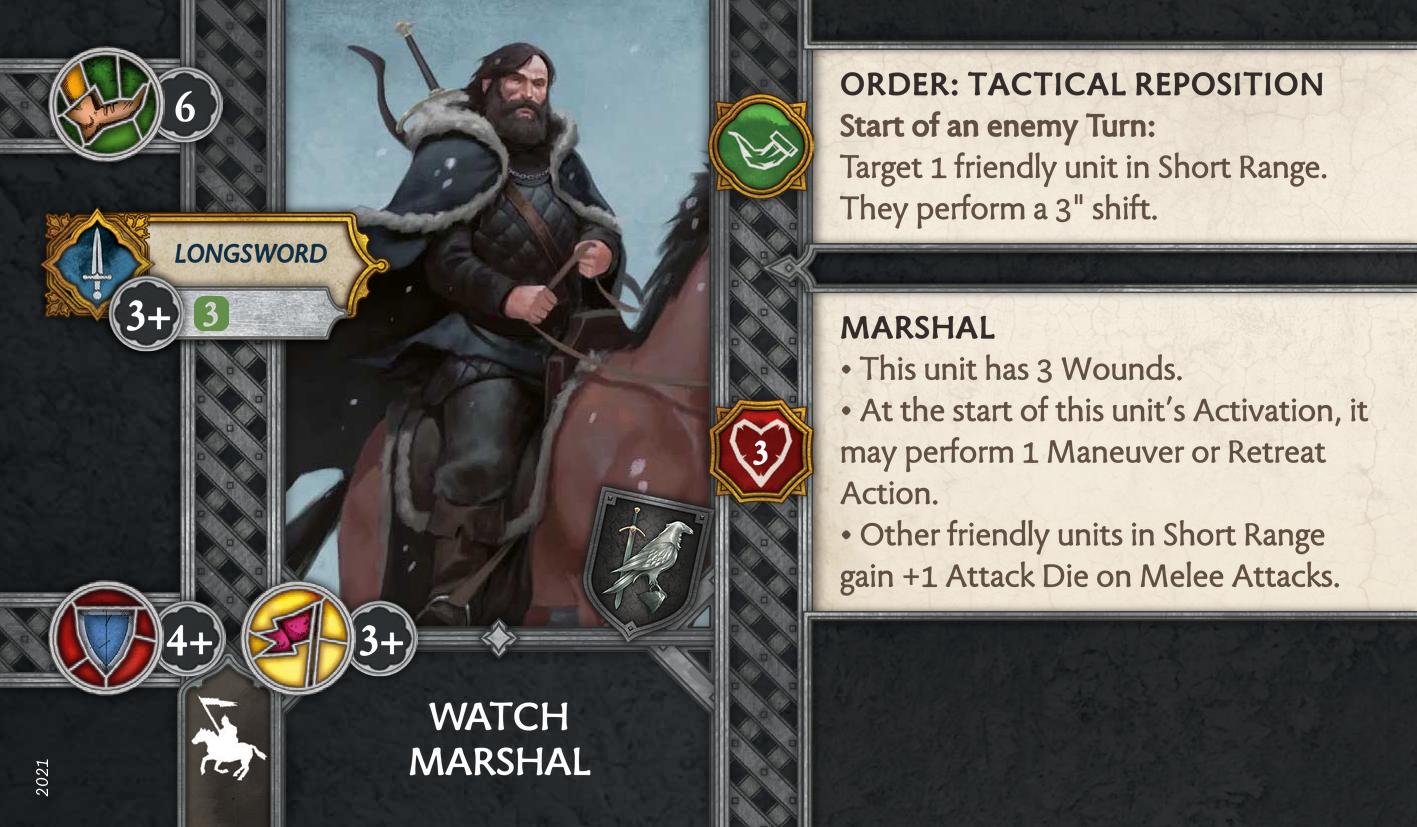 6
LONGSWORD
3+ 3
4+ 3+
WATCH
MARSHAL
2021
ORDER: TACTICAL REPOSITION
Start of an enemy Turn:
Target 1 friendly unit in Short Range.
They perform a 3" shift.
3
MARSHAL
• This unit has 3 Wounds.
• At the start of this unit's Activation, it
may perform 1 Maneuver or Retreat
Action.
• Other friendly units in Short Range
gain +1 Attack Die on Melee Attacks.